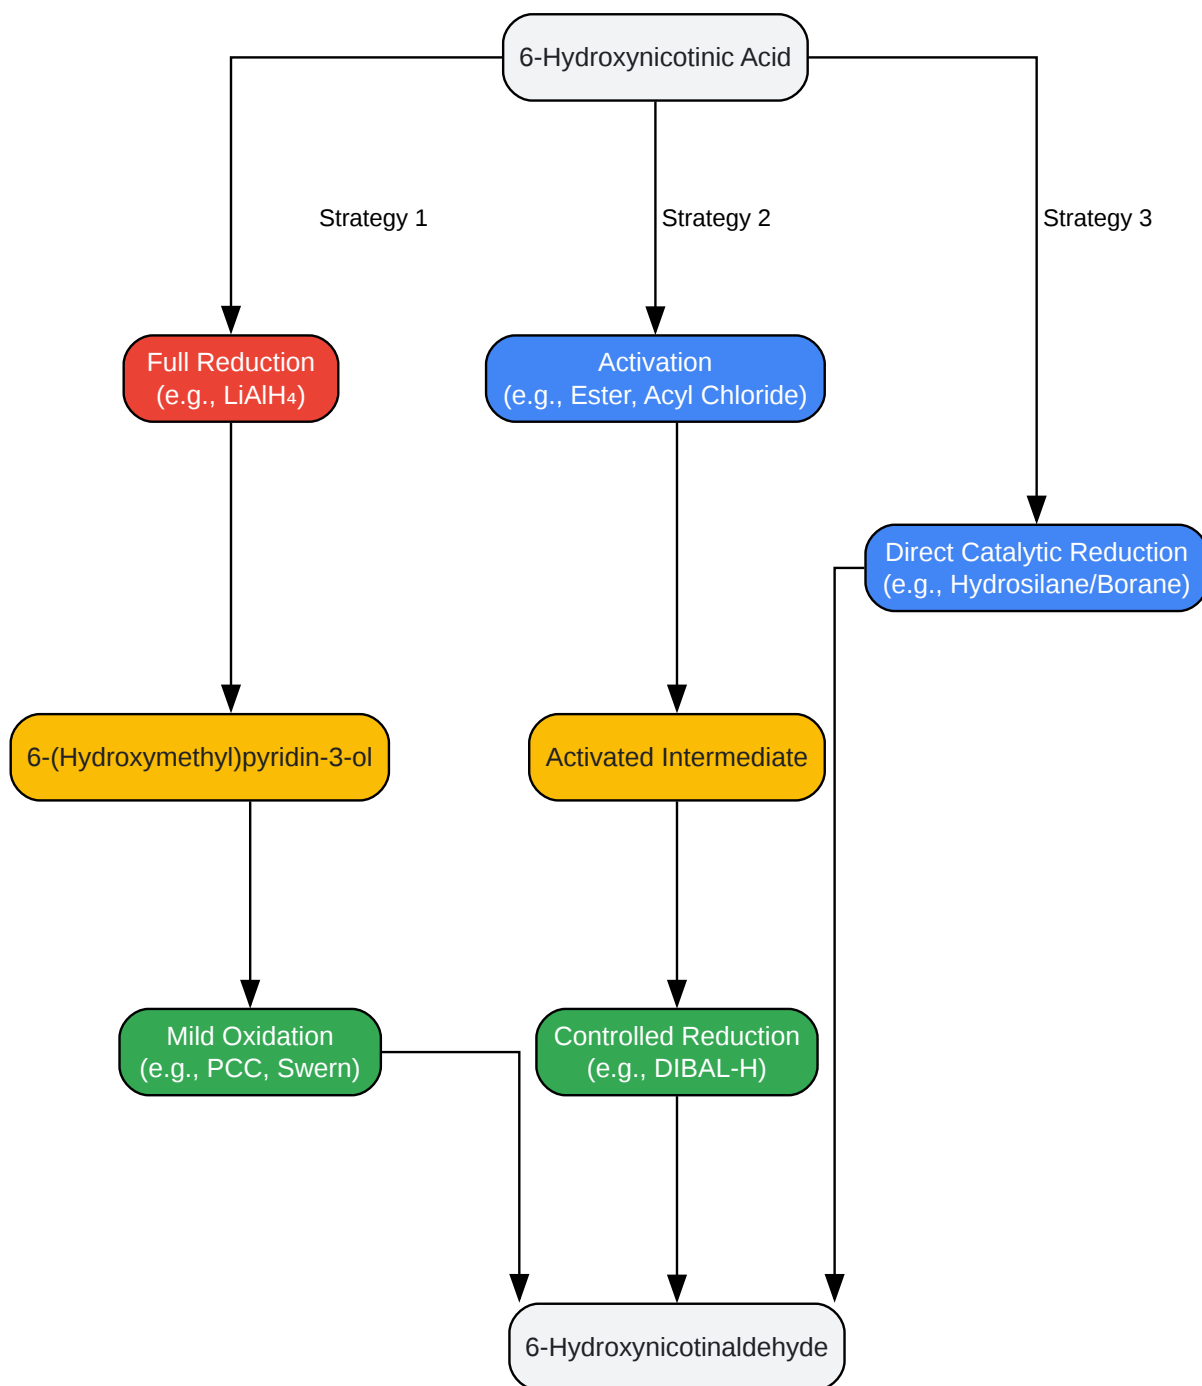 6-Hydroxynicotinic Acid
Strategy 1
Strategy 2
Strategy 3
Full Reduction
(e.g., LiAlH₄)
Activation
(e.g., Ester, Acyl Chloride)
Direct Catalytic Reduction
(e.g., Hydrosilane/Borane)
6-(Hydroxymethyl)pyridin-3-ol
Activated Intermediate
Mild Oxidation
(e.g., PCC, Swern)
Controlled Reduction
(e.g., DIBAL-H)
6-Hydroxynicotinaldehyde